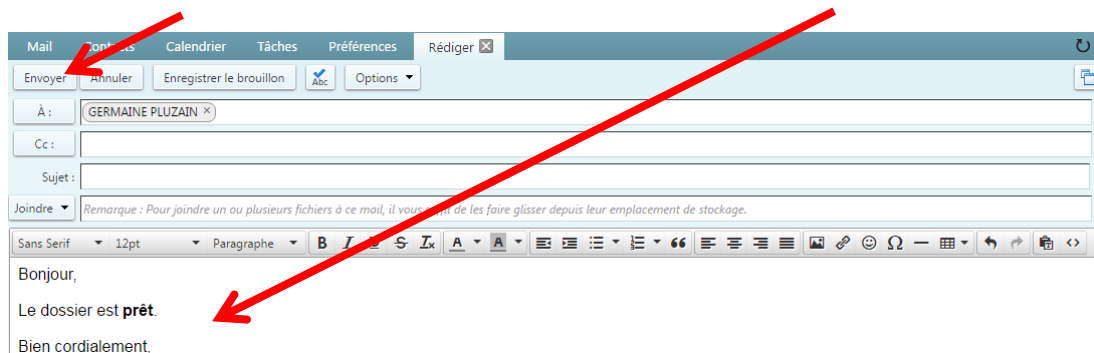 Mail Contacts Calendrier Tâches Préférences Rédiger
Envoyer Annuler Enregistrer le brouillon Abc Options
À : GERMAINE PLUZAIN ×
Cc :
Sujet :
Joindre Remarque : Pour joindre un ou plusieurs fichiers à ce mail, il vous suffit de les faire glisser depuis leur emplacement de stockage.
Sans Serif 12pt Paragraphe B I U S Ix A A Ω
Bonjour,
Le dossier est prêt.
Bien cordialement,